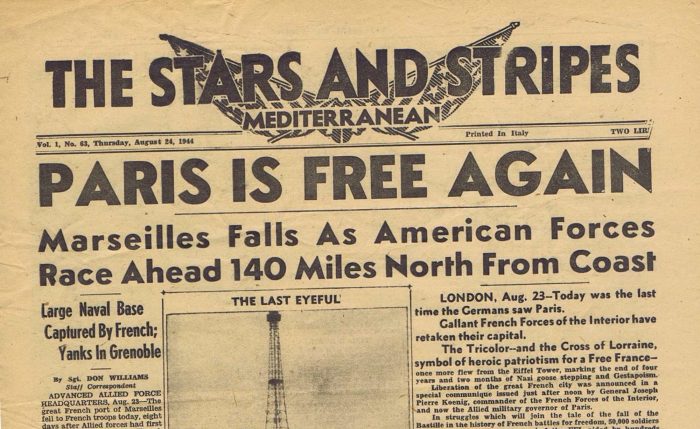 THE STARS AND STRIPES
MEDITERRANEAN
Vol. 1, No. 63, Thursday, August 24, 1944
Printed In Italy
TWO LIR
PARIS IS FREE AGAIN
Marseilles Falls As American Forces
Race Ahead 140 Miles North From Coast
Large Naval Base
Captured By French;
Yanks In Grenoble
By Sgt. DON WILLIAMS
Staff Correspondent
ADVANCED ALLIED FORCE
HEADQUARTERS, Aug. 23—The
great French port of Marseilles
fell to French troops today, eight
days after Allied forces had first
THE LAST EYEFUL
LONDON, Aug. 23—Today was the last
time the Germans saw Paris.
Gallant French Forces of the Interior have
retaken their capital.
The Tricolor--and the Cross of Lorraine,
symbol of heroic patriotism for a Free France—
once more flew from the Eiffel Tower, marking the end of four
years and two months of Nazi goose stepping and Gestapoism.
Liberation of the great French city was announced in a
special communique issued just after noon by General Joseph
Pierre Koenig, commander of the French Forces of the Interior,
and now the Allied military governor of Paris.
In struggles which will join the tale of the fall of the
Bastille in the history of French battles for freedom, 50,000 soldiers